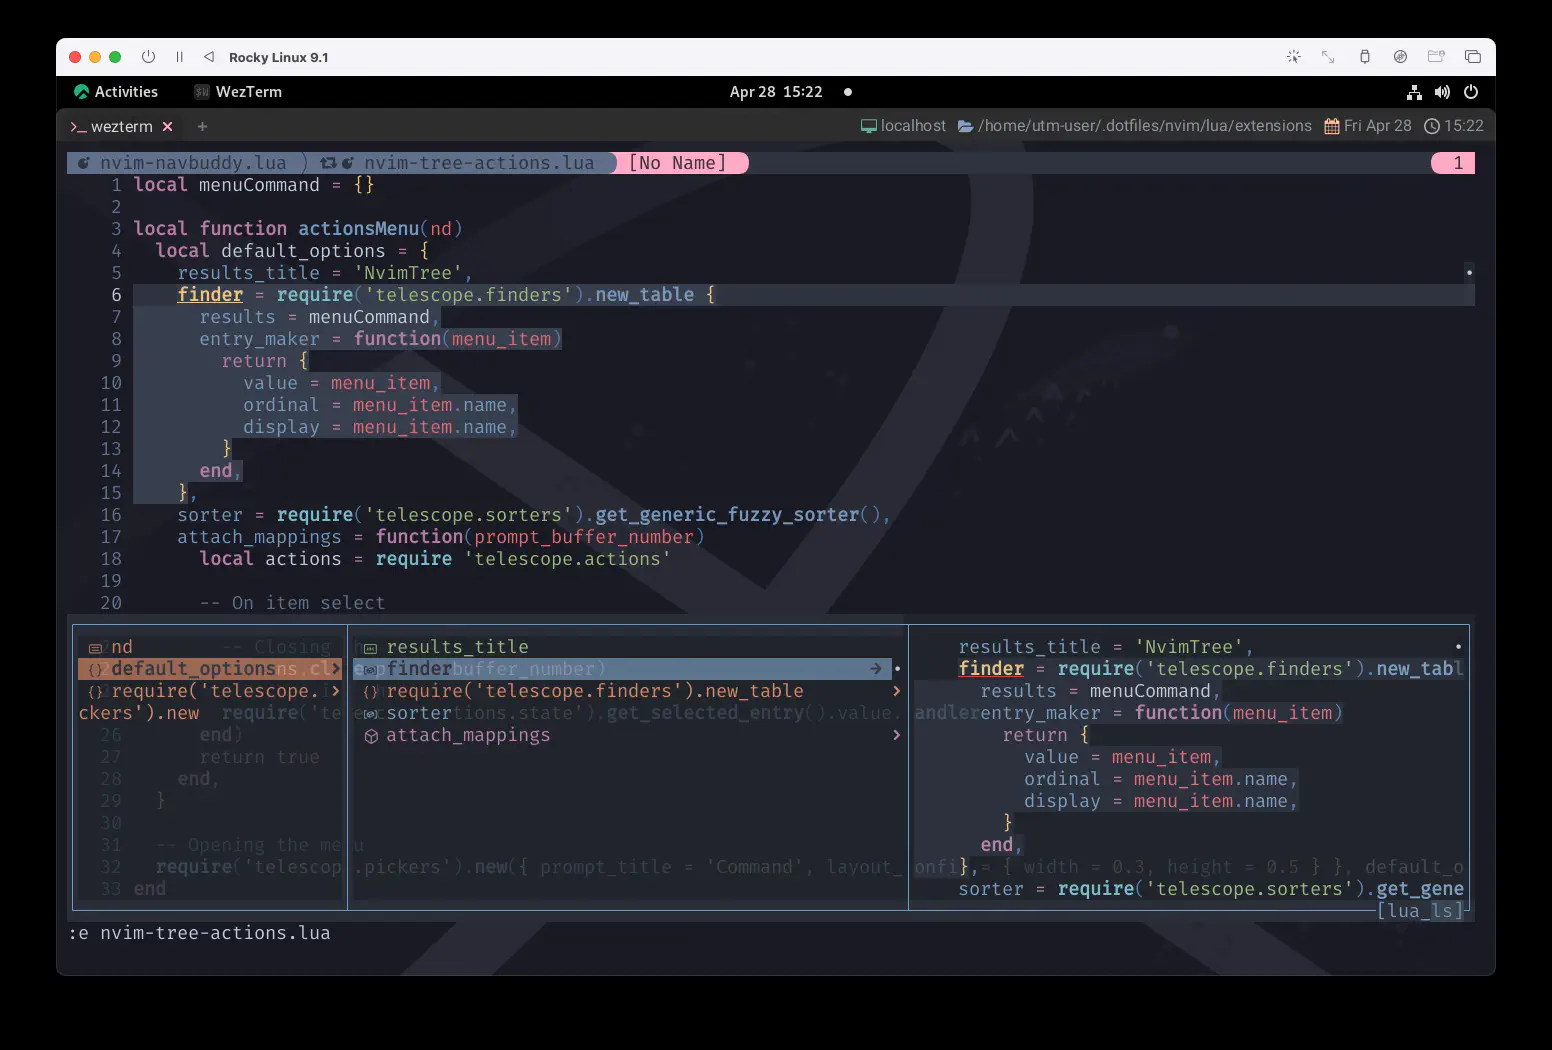 Rocky Linux 9.1
Activities WezTerm Apr 28 15:22
>_ wezterm × + localhost /home/utm-user/.dotfiles/nvim/lua/extensions Fri Apr 28 15:22
nvim-navbuddy.lua nvim-tree-actions.lua [No Name] 1
1 local menuCommand = {}
2
3 local function actionsMenu(nd)
4 local default_options = {
5 results_title = 'NvimTree',
6 finder = require('telescope.finders').new_table {
7 results = menuCommand,
8 entry_maker = function(menu_item)
9 return {
10 value = menu_item,
11 ordinal = menu_item.name,
12 display = menu_item.name,
13 }
14 end,
15 },
16 sorter = require('telescope.sorters').get_generic_fuzzy_sorter(),
17 attach_mappings = function(prompt_buffer_number)
18 local actions = require 'telescope.actions'
19
20 -- On item select
nd -- Closing
default_options
require('telescope.
ckers').new require('te
26 end)
27 return true
28 end,
29 }
30
31 -- Opening the menu
32 require('telescope.pickers').new({ prompt_title = 'Command', layout_
33 end
results_title
finder buffer_number)
require('telescope.finders').new_table
sorter tions.state').get_selected_entry().value.
attach_mappings
results_title = 'NvimTree',
finder = require('telescope.finders').new_tabl
results = menuCommand,
andler entry_maker = function(menu_item)
return {
value = menu_item,
ordinal = menu_item.name,
display = menu_item.name,
}
end,
onfi},= { width = 0.3, height = 0.5 } }, default_o
sorter = require('telescope.sorters').get_gene
[lua_ls]
:e nvim-tree-actions.lua